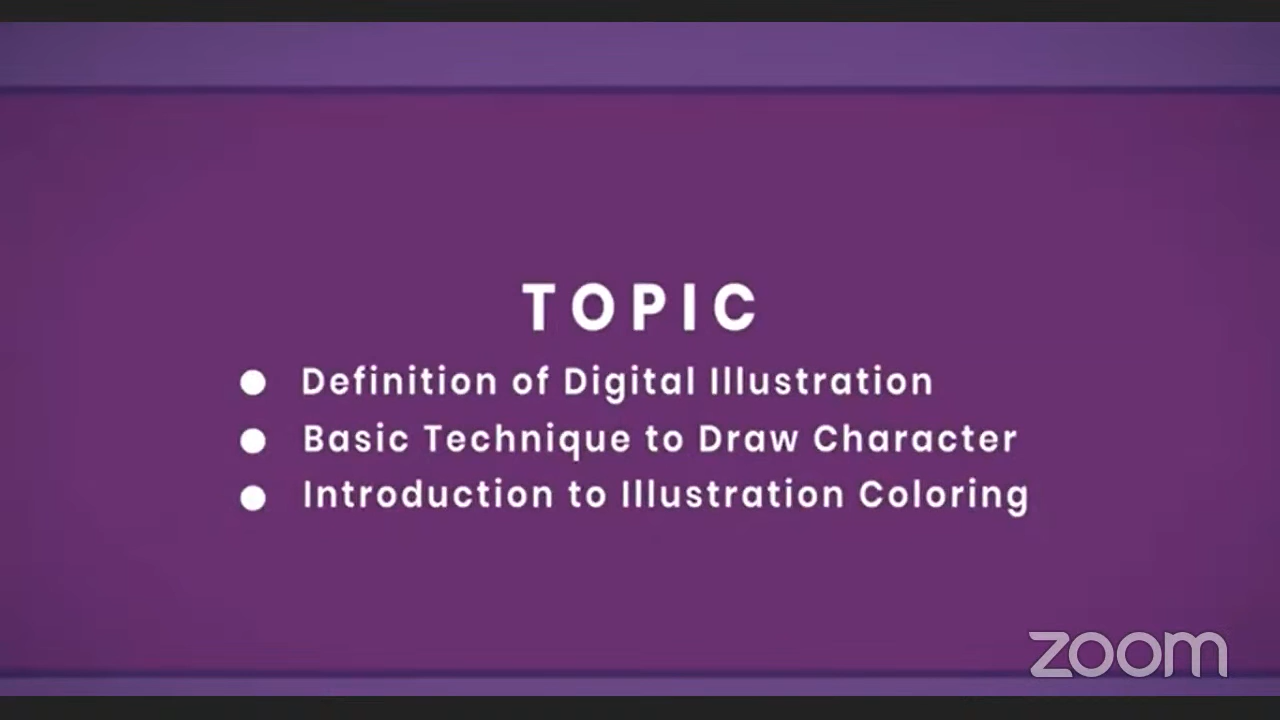 TOPIC
Definition of Digital Illustration
Basic Technique to Draw Character
Introduction to Illustration Coloring
zoom